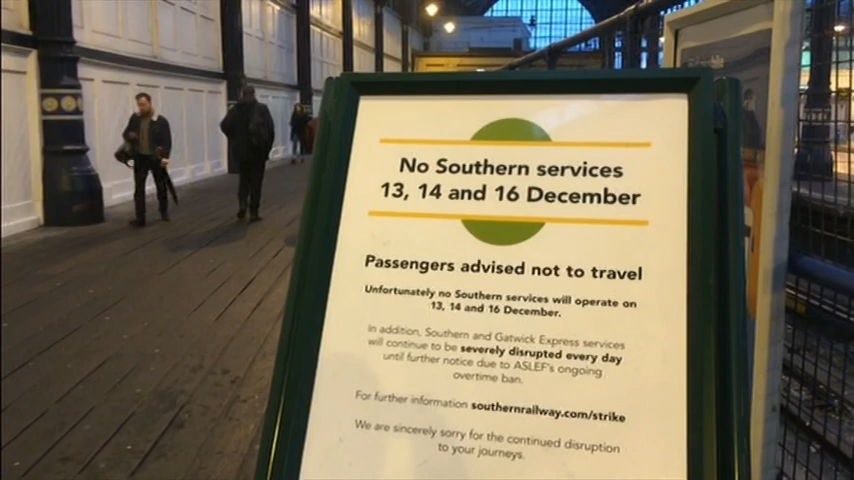 No Southern services
13, 14 and 16 December
Passengers advised not to travel
Unfortunately no Southern services will operate on
13, 14 and 16 December.
In addition, Southern and Gatwick Express services
will continue to be severely disrupted every day
until further notice due to ASLEF's ongoing
overtime ban.
For further information southernrailway.com/strike
We are sincerely sorry for the continued disruption
to your journeys.